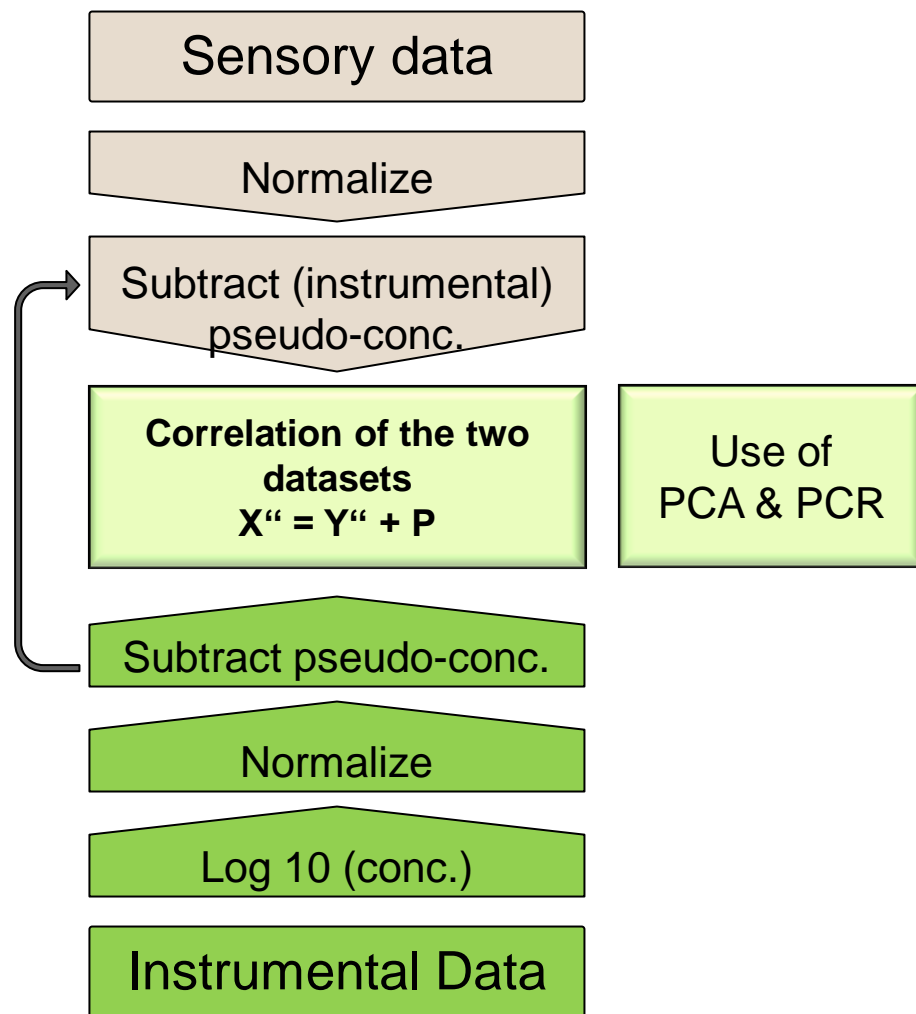 Sensory data
Normalize
Subtract (instrumental)
pseudo-conc.
Correlation of the two
datasets
X“ = Y“ + P
Use of
PCA & PCR
Subtract pseudo-conc.
Normalize
Log 10 (conc.)
Instrumental Data